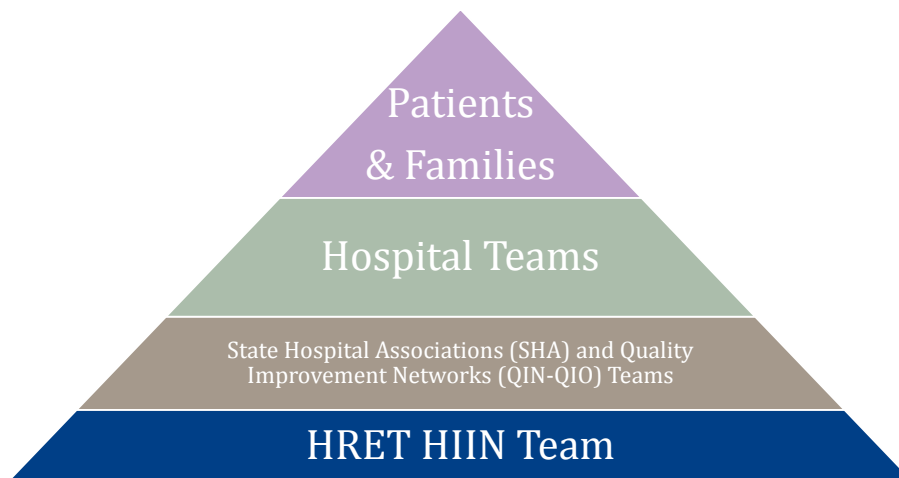 Patients
& Families
Hospital Teams
State Hospital Associations (SHA) and Quality
Improvement Networks (QIN-QIO) Teams
HRET HIIN Team